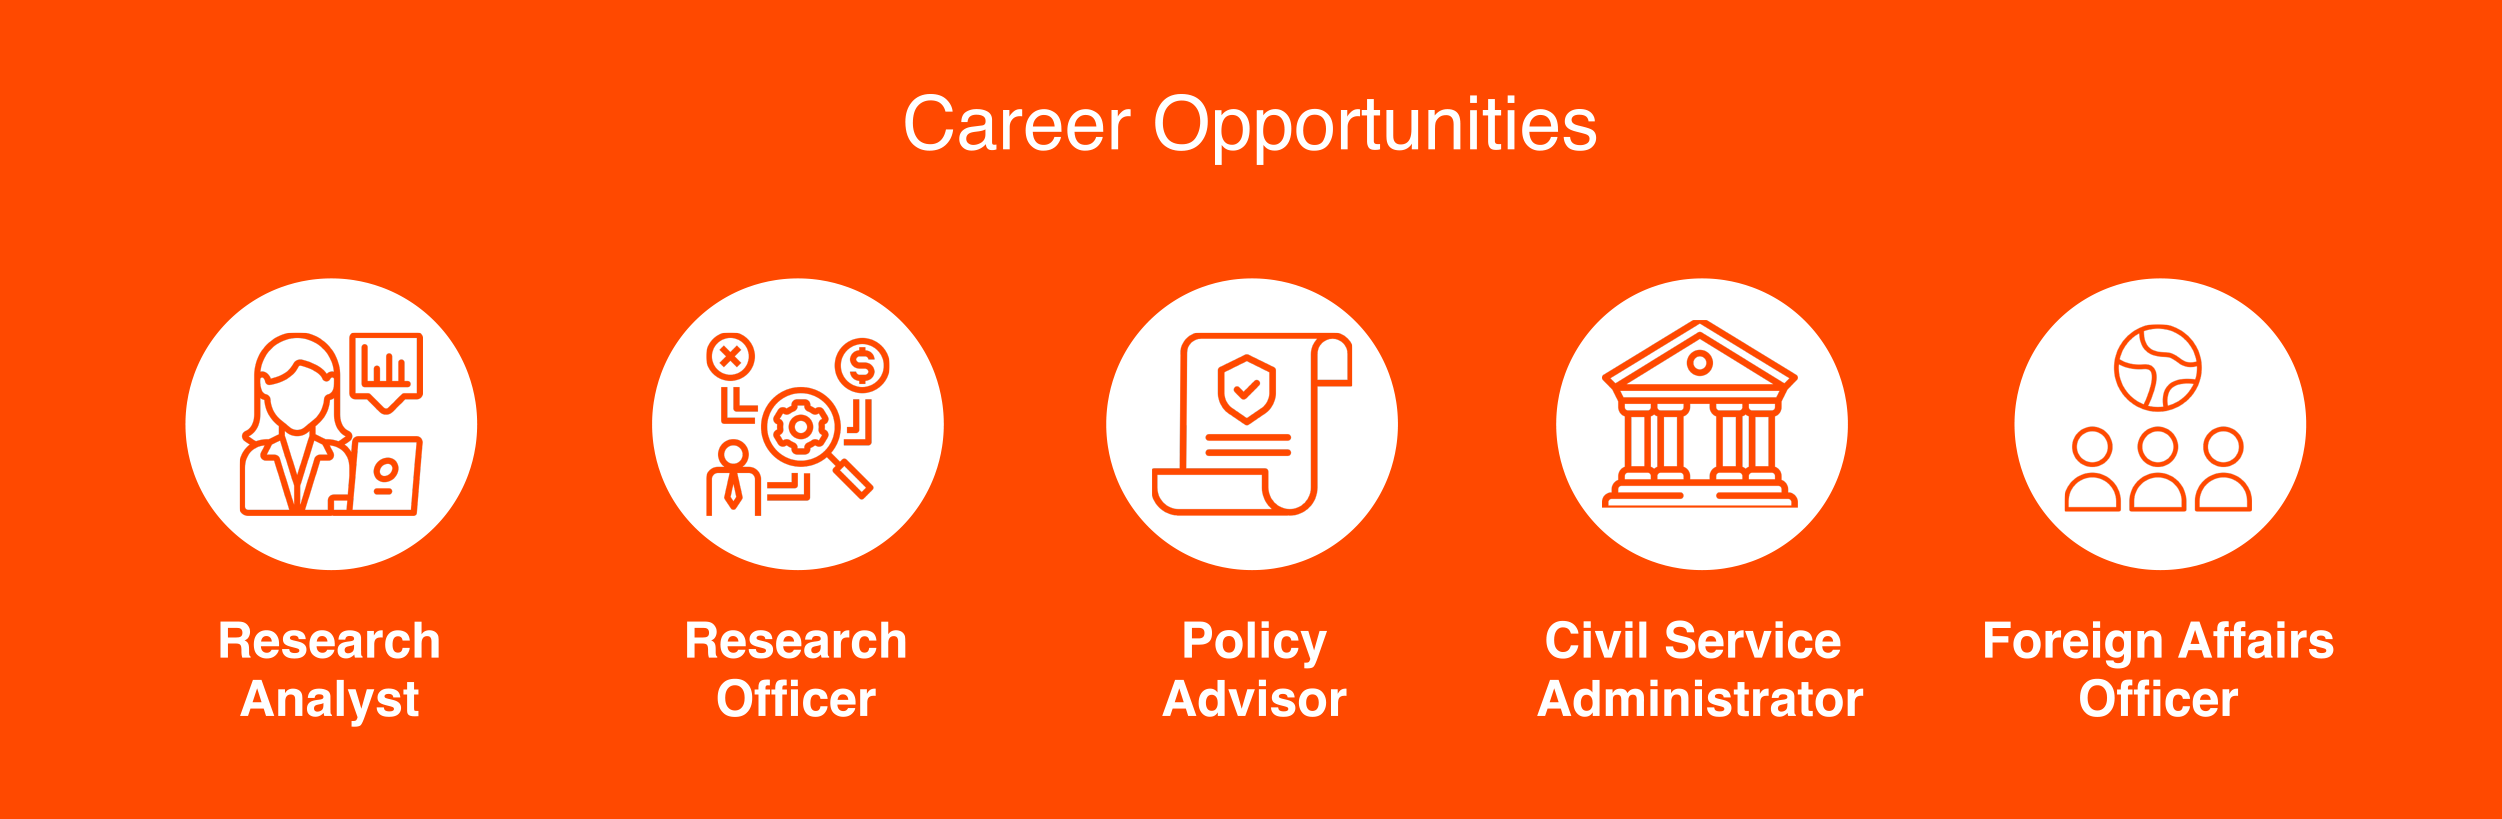 Career Opportunities
Research
Analyst
Research
Officer
Policy
Advisor
Civil Service
Administrator
Foreign Affairs
Officer